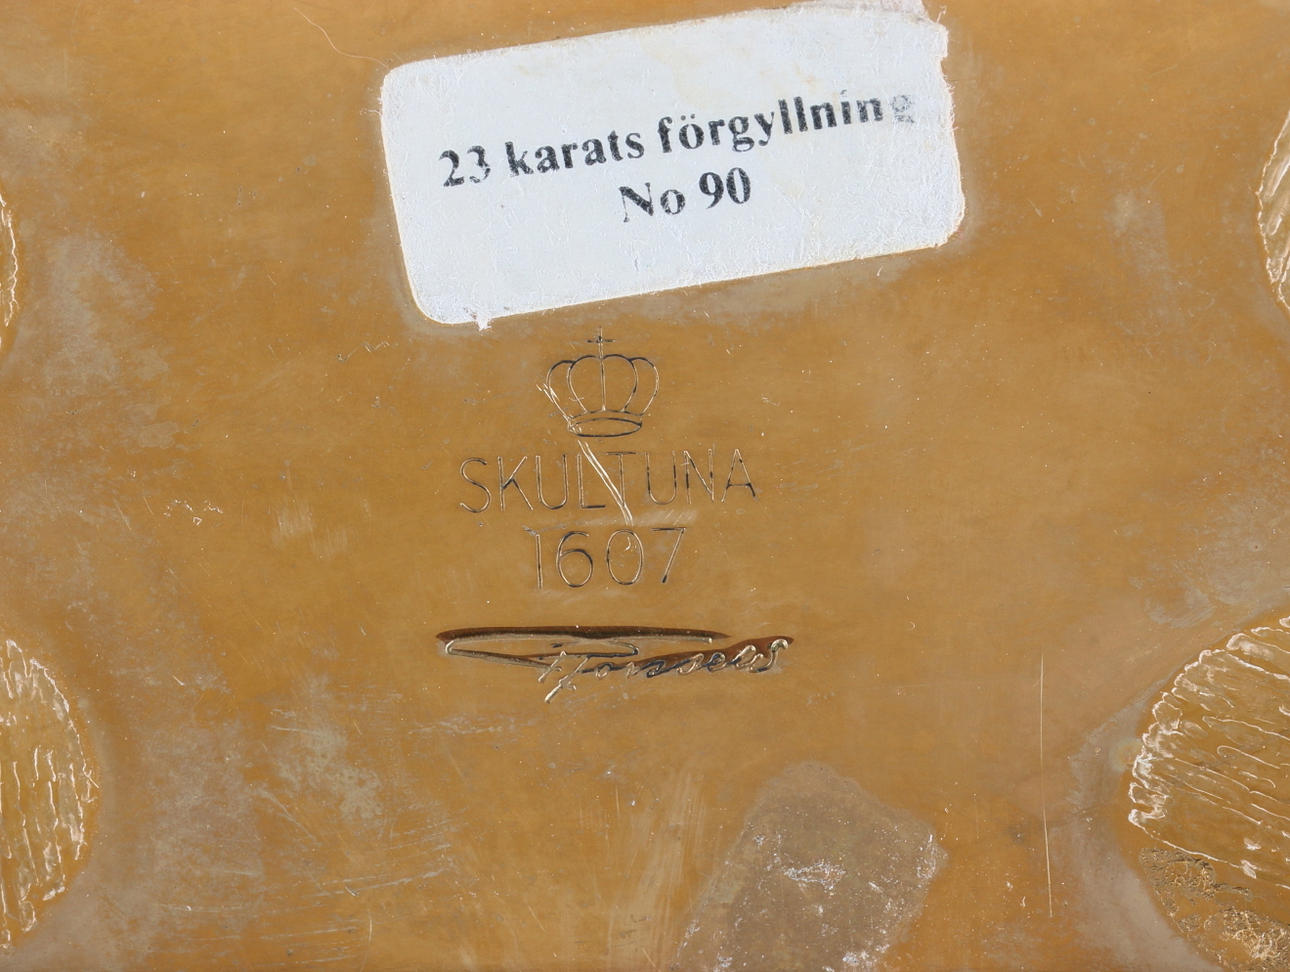 23 karats förgyllning
No 90
SKULTUNA
1607